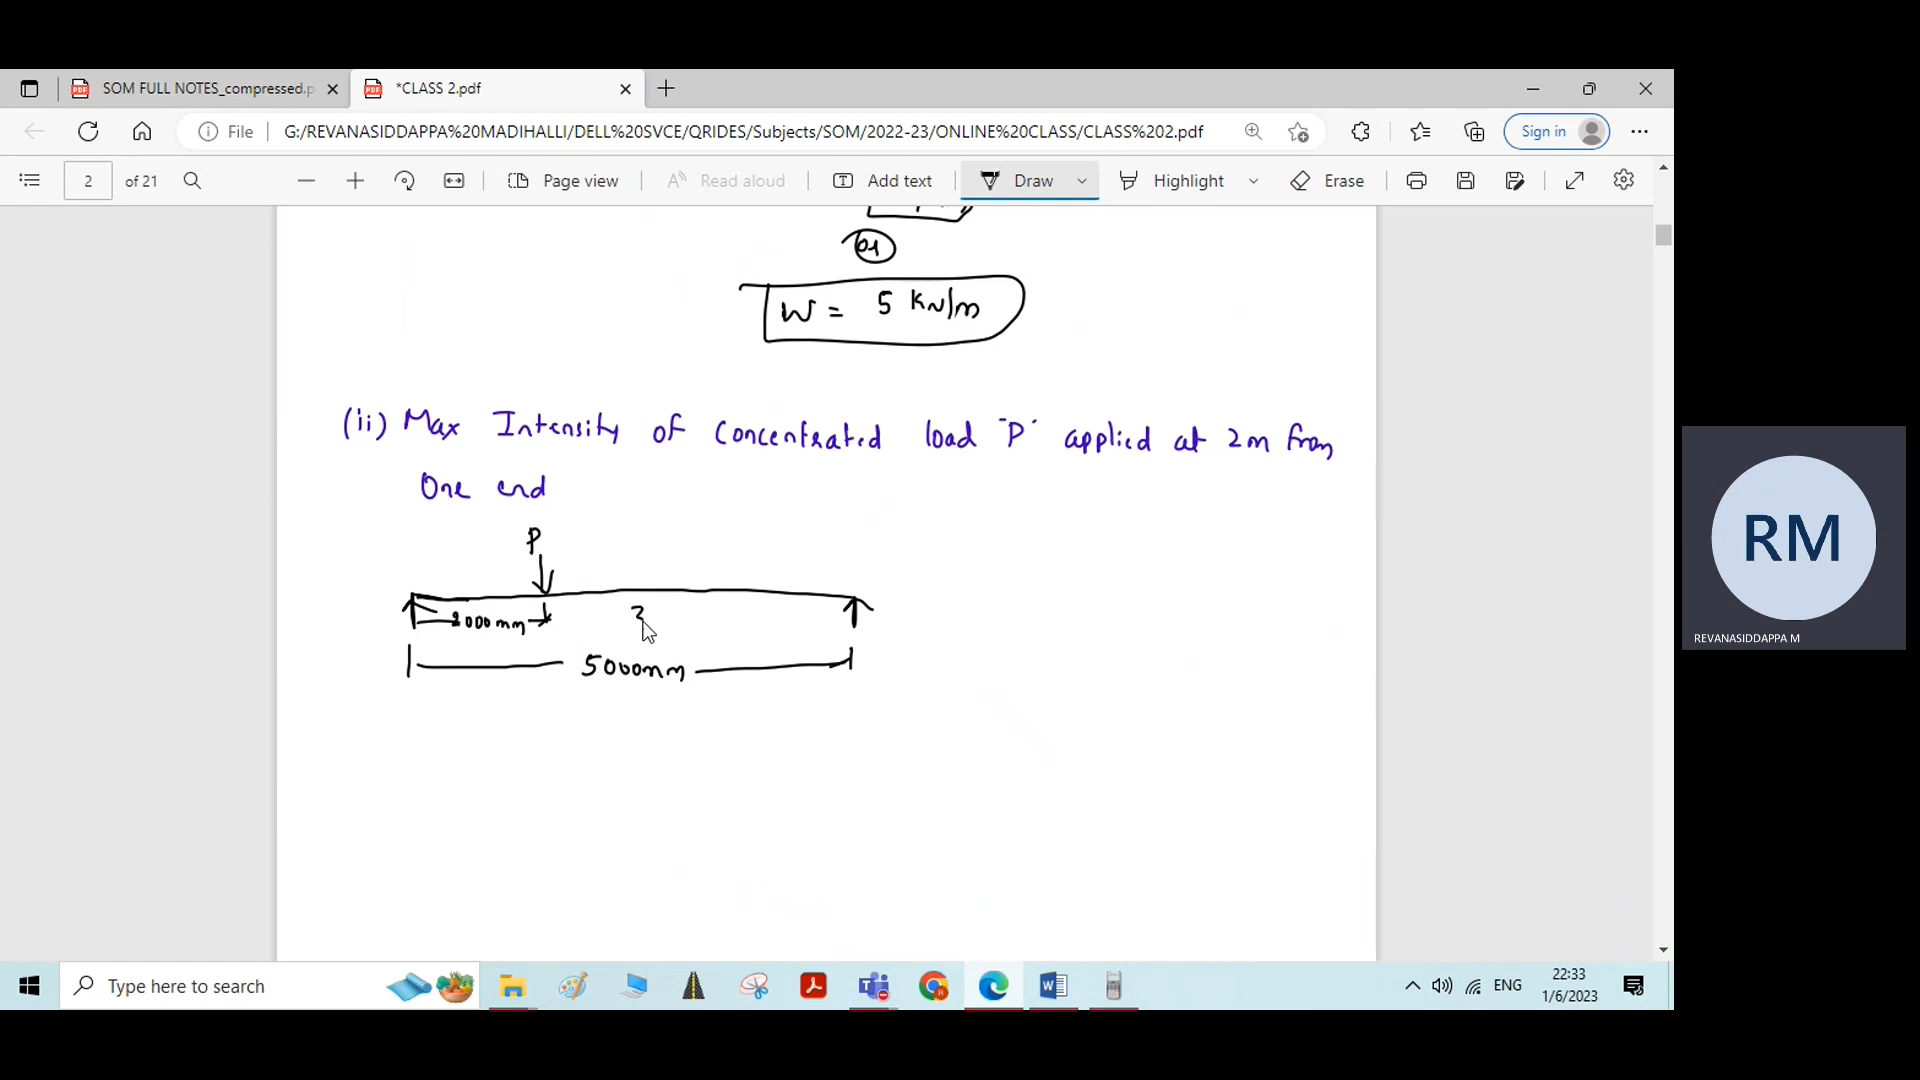 SOM FULL NOTES_compressed.p
*CLASS 2.pdf
File
G:/REVANASIDDAPPA%20MADIHALLI/DELL%20SVCE/QRIDES/Subjects/SOM/2022-23/ONLINE%20CLASS/CLASS%202.pdf
Sign in
2 of 21
Page view
Read aloud
Add text
Draw
Highlight
Erase
W = 5 KN/m
(ii) Max Intensity of Concentrated load "P" applied at 2m from
One end
P
2000mm
3
5000mm
RM
REVANASIDDAPPA M
Type here to search
ENG
22:33
1/6/2023